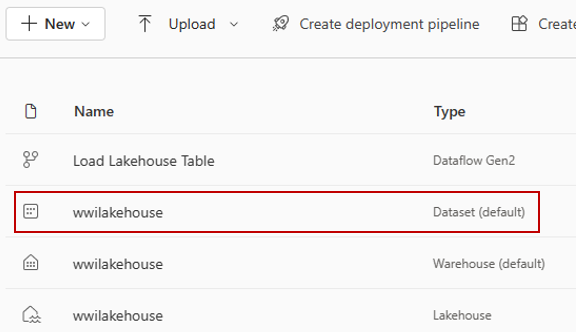 New Upload Create deployment pipeline Create
Name Type
Load Lakehouse Table Dataflow Gen2
wwilakehouse Dataset (default)
wwilakehouse Warehouse (default)
wwilakehouse Lakehouse